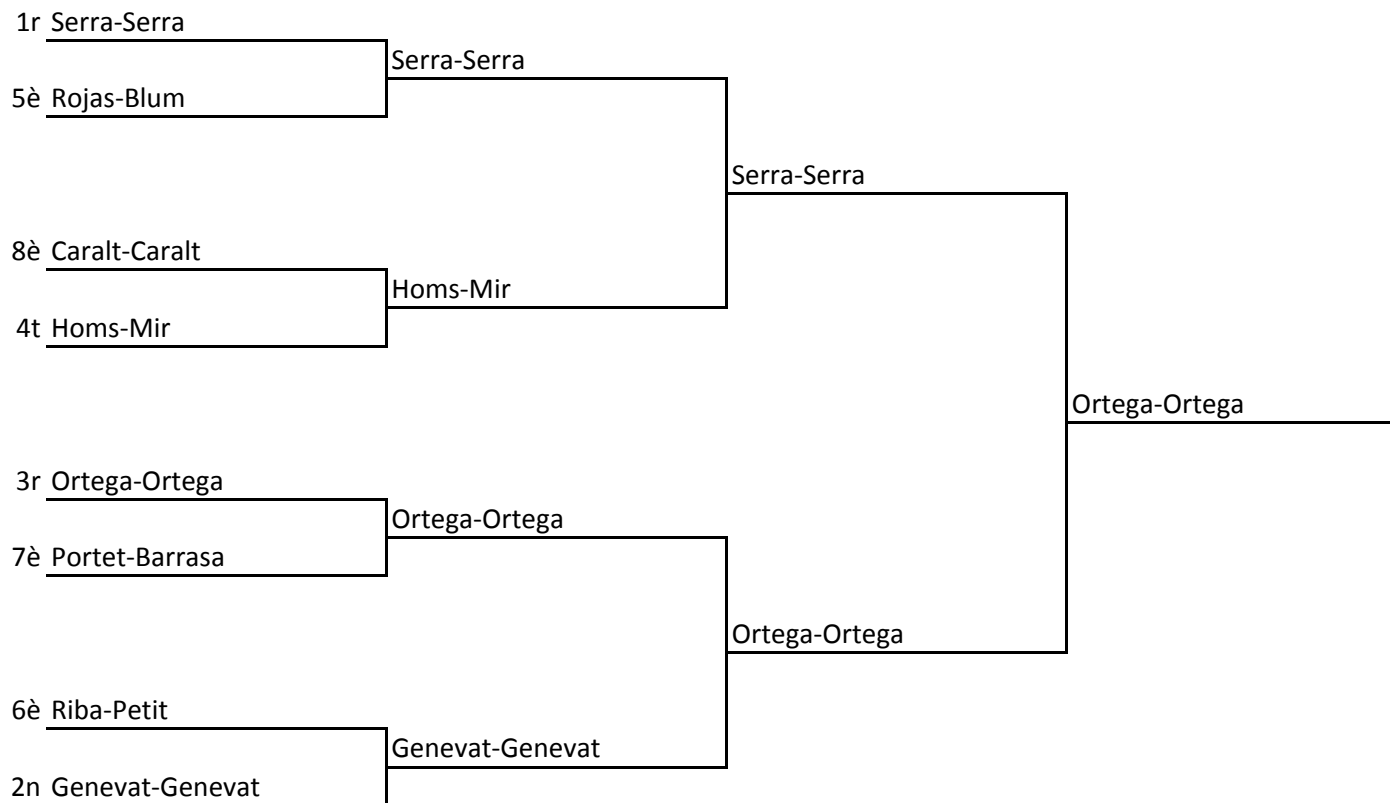 1r Serra-Serra
Serra-Serra
5è Rojas-Blum
Serra-Serra
8è Caralt-Caralt
Homs-Mir
4t Homs-Mir
Ortega-Ortega
3r Ortega-Ortega
Ortega-Ortega
7è Portet-Barrasa
Ortega-Ortega
6è Riba-Petit
Genevat-Genevat
2n Genevat-Genevat